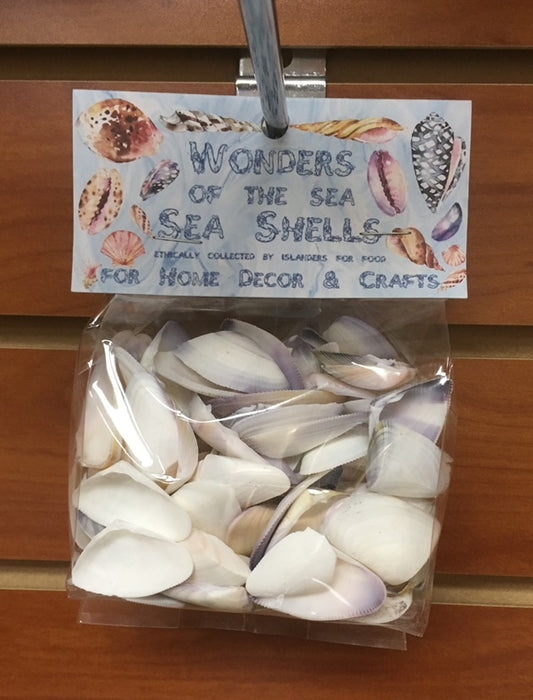 WONDERS
OF THE SEA
SEA SHELLS
ETHICALLY COLLECTED BY ISLANDERS FOR FOOD
FOR HOME DECOR & CRAFTS